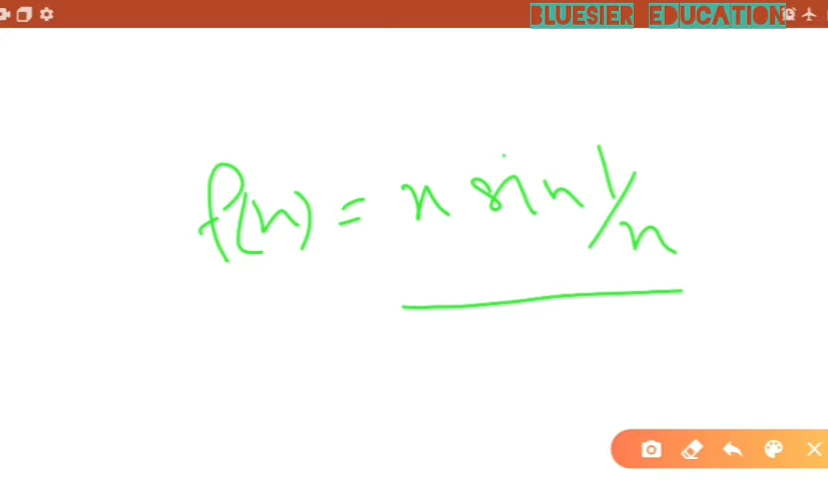 BLUESIER EDUCATION
f(x) = x sin 1/x